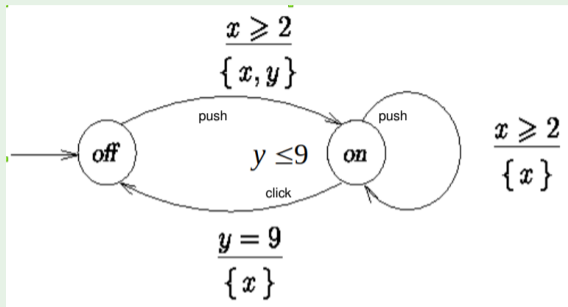 x ⩾ 2
{ x, y }
push
push
off
y ≤9
on
x ⩾ 2
{ x }
click
y = 9
{ x }